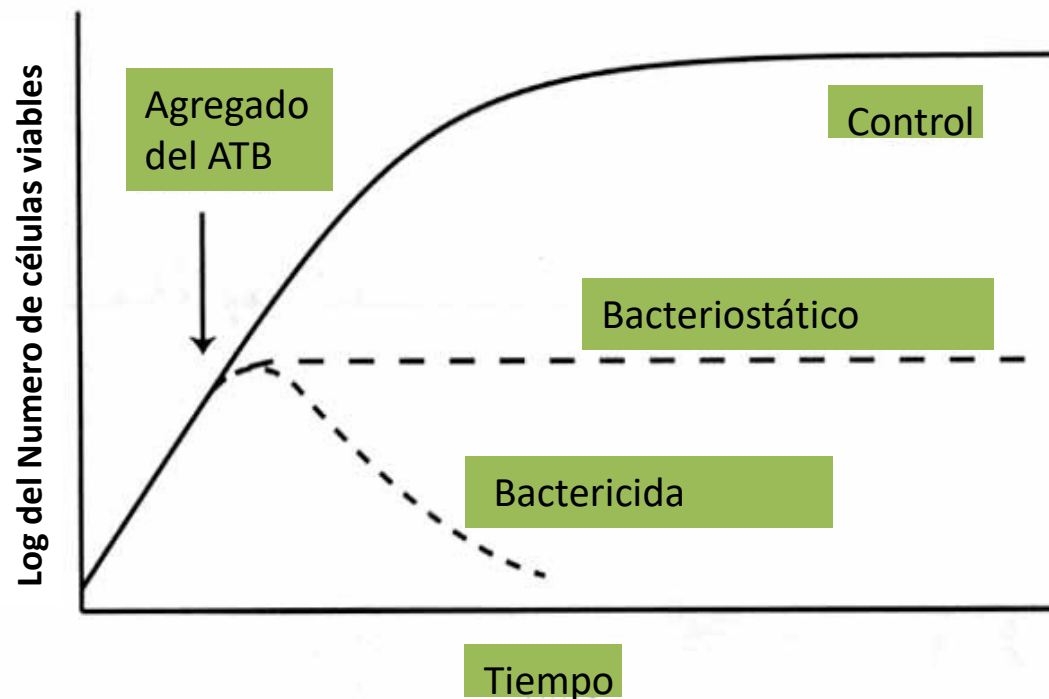 Log del Numero de células viables
Agregado
del ATB
Control
Bacteriostático
Bactericida
Tiempo